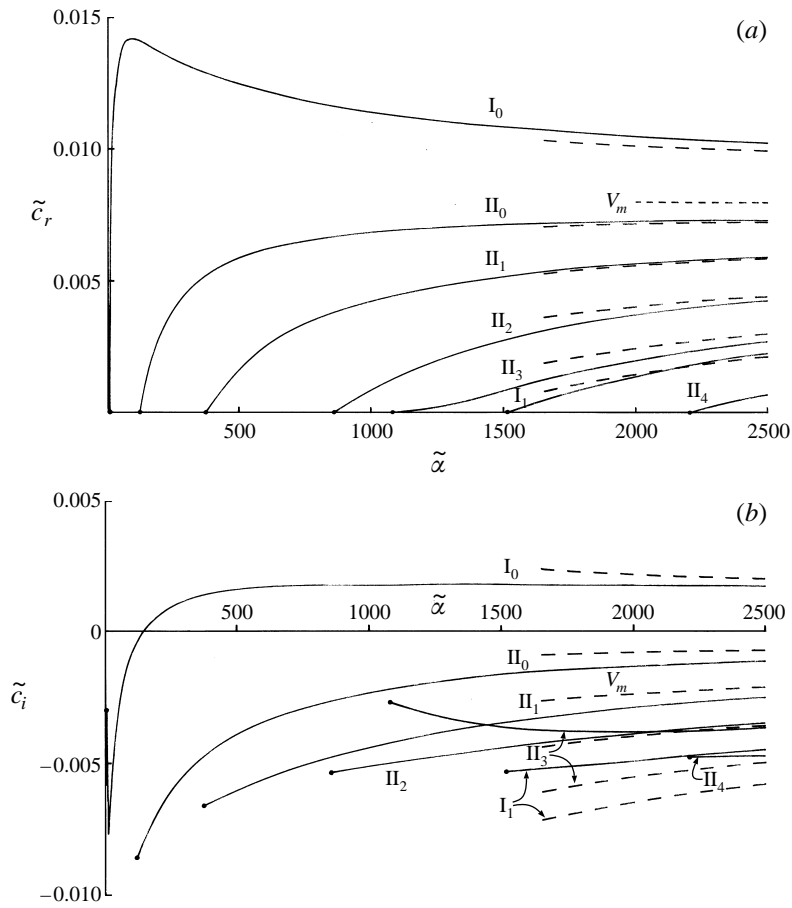 0.015
(a)
I₀
0.010
c̃ᵣ
Vₘ
II₀
0.005
II₁
II₂
II₃
I₁
II₄
500
1000
1500
2000
2500
α̃
0.005
(b)
I₀
500
1000
α̃
1500
2000
2500
0
II₀
c̃ᵢ
II₁
Vₘ
−0.005
II₂
II₃
II₄
I₁
−0.010